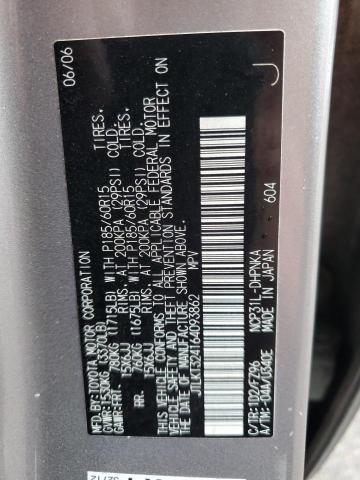 06/06
MFD. BY: TOYOTA MOTOR CORPORATION
GVWR: 1530KG (3370LB)
GAWR: FRT. 780KG (1715LB) WITH P185/60R15 TIRES.
15X6JJ RIMS, AT 200KPA (29PSI) COLD.
RR. 760KG (1675LB) WITH P185/60R15 TIRES.
15X6JJ RIMS, AT 200KPA (29PSI) COLD.
THIS VEHICLE CONFORMS TO ALL APPLICABLE FEDERAL MOTOR
VEHICLE SAFETY AND THEFT PREVENTION STANDARDS IN EFFECT ON
THE DATE OF MANUFACTURE SHOWN ABOVE.
JTLKT324164093862
MPV
J
C/TR: 1D2/FZ96 NCP31L-DHPNKA 604
A/TM: -04A/U340E MADE IN JAPAN